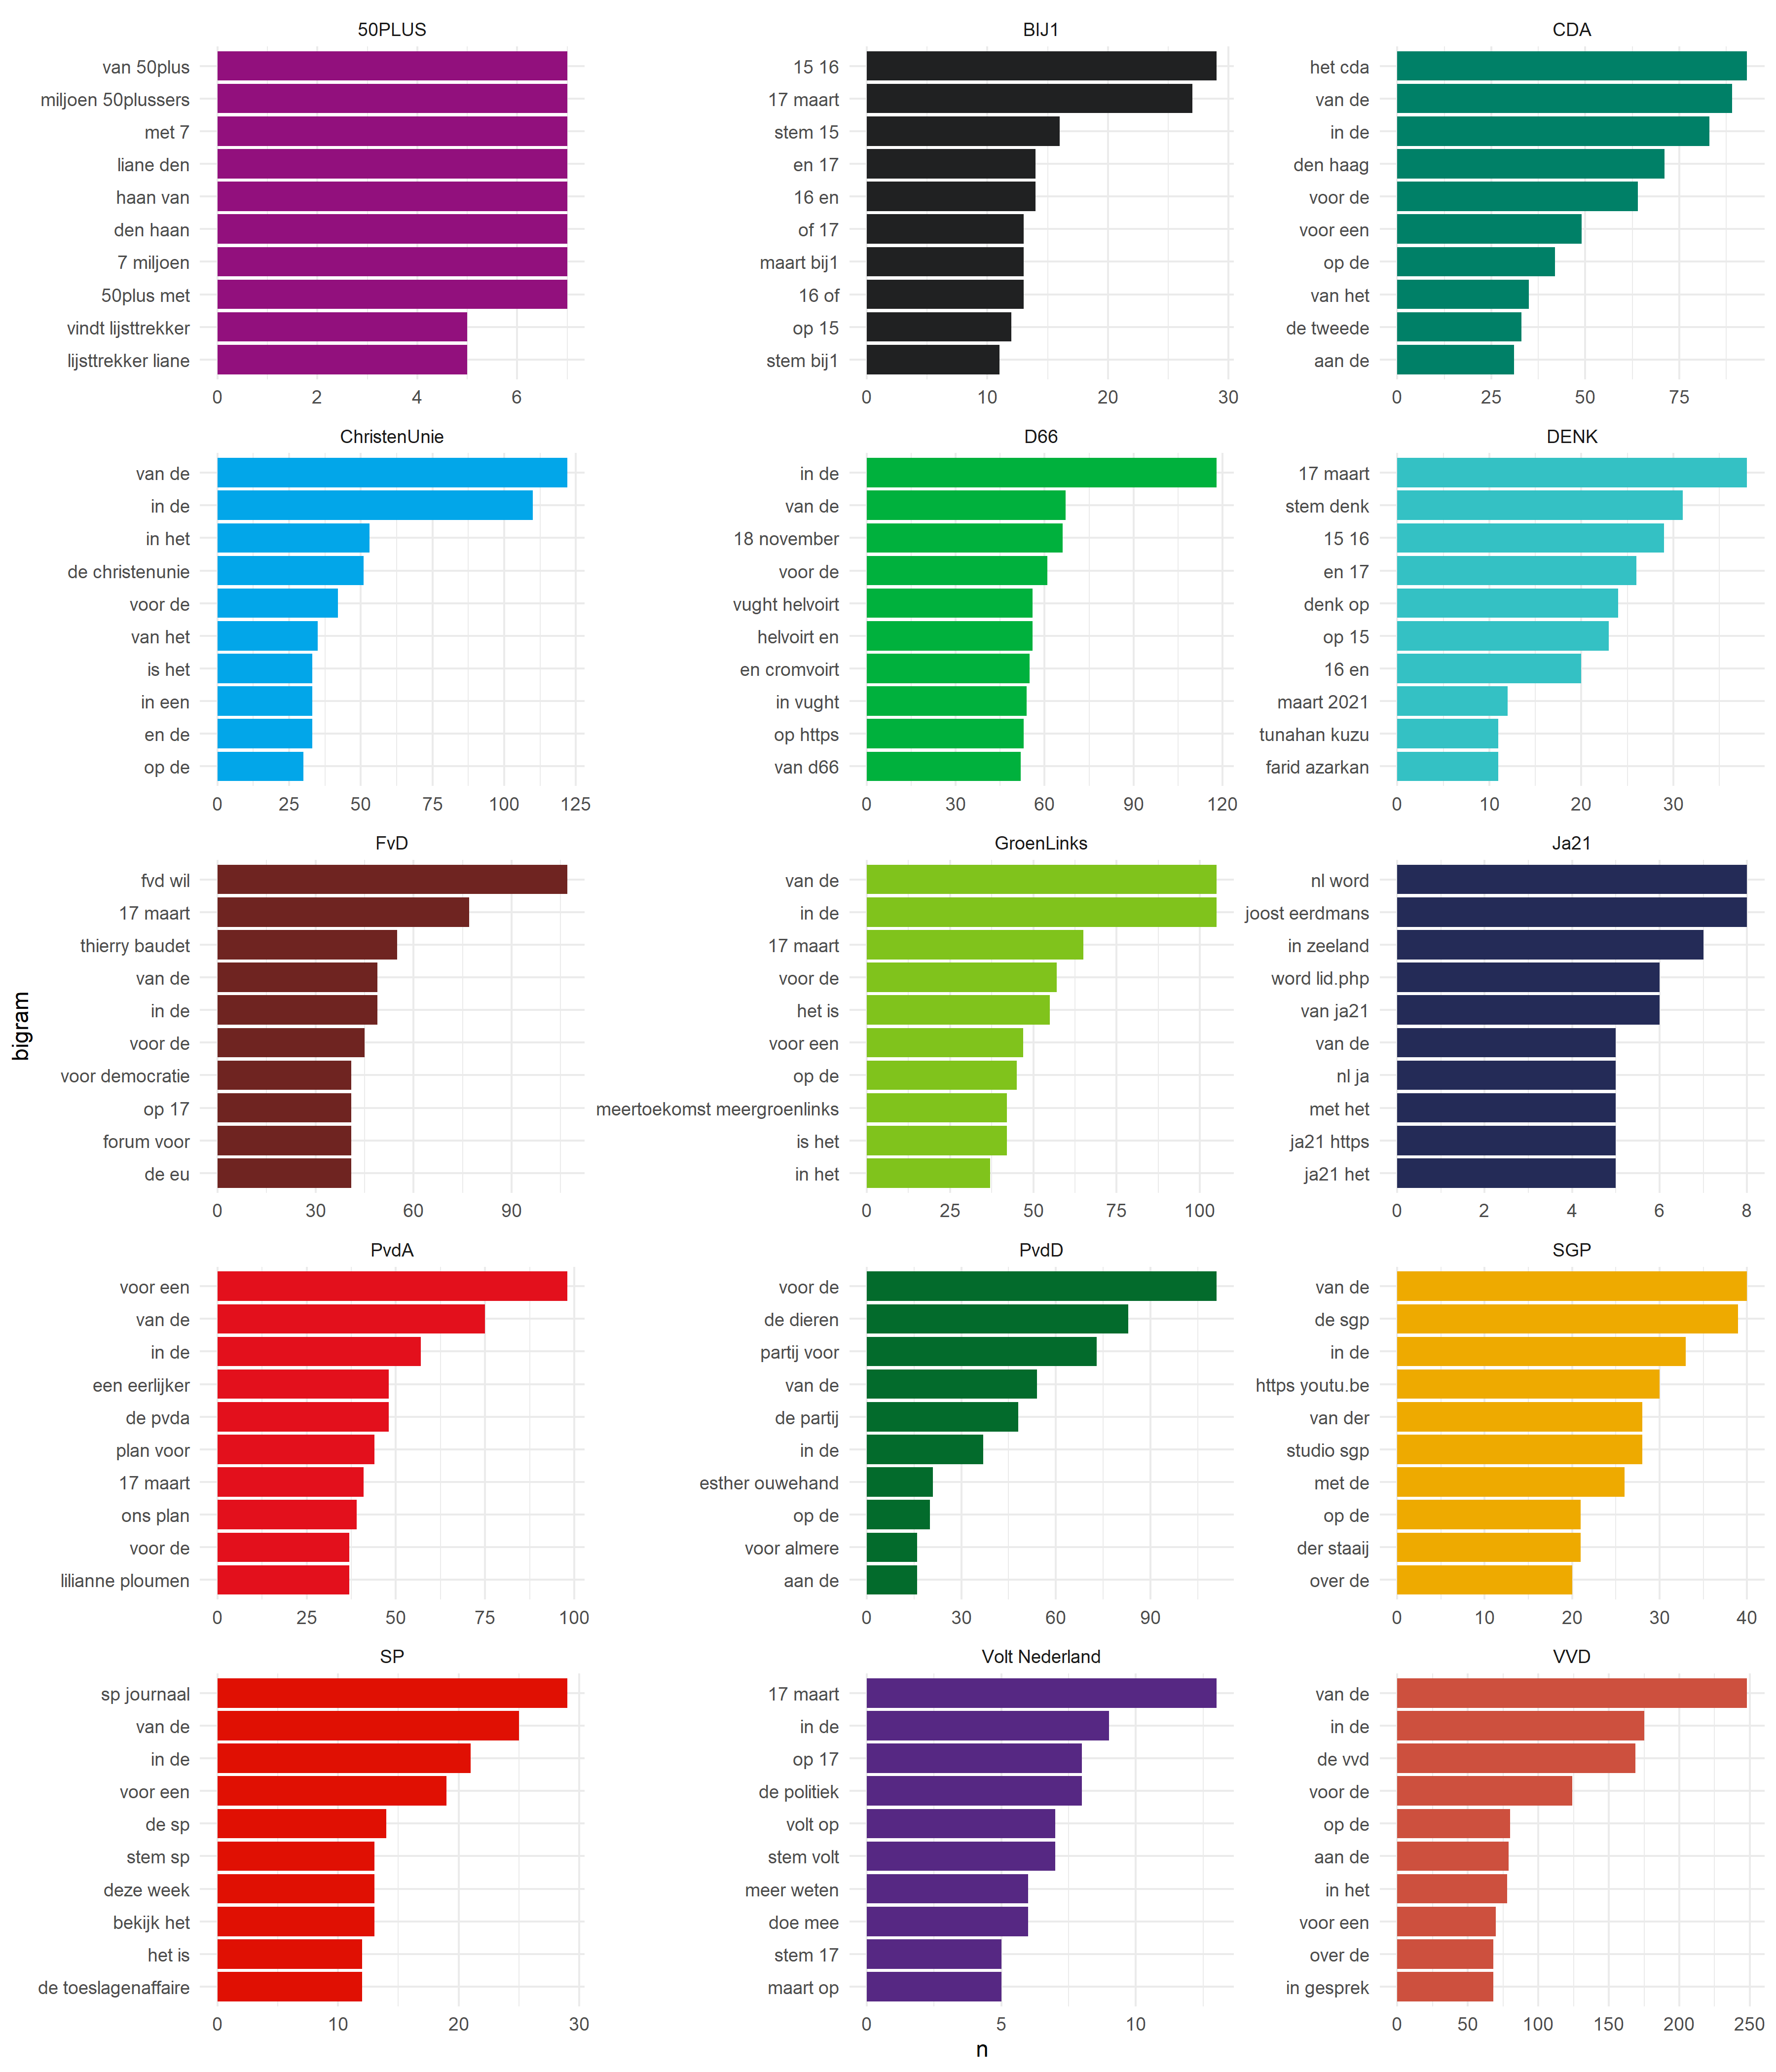 50PLUS
van 50plus
miljoen 50plussers
met 7
liane den
haan van
den haan
7 miljoen
50plus met
vindt lijsttrekker
lijsttrekker liane
0 2 4 6
BIJ1
15 16
17 maart
stem 15
en 17
16 en
of 17
maart bij1
16 of
op 15
stem bij1
0 10 20 30
CDA
het cda
van de
in de
den haag
voor de
voor een
op de
van het
de tweede
aan de
0 25 50 75
ChristenUnie
van de
in de
in het
de christenunie
voor de
van het
is het
in een
en de
op de
0 25 50 75 100 125
D66
in de
van de
18 november
voor de
vught helvoirt
helvoirt en
en cromvoirt
in vught
op https
van d66
0 30 60 90 120
DENK
17 maart
stem denk
15 16
en 17
denk op
op 15
16 en
maart 2021
tunahan kuzu
farid azarkan
0 10 20 30
FvD
fvd wil
17 maart
thierry baudet
van de
in de
voor de
voor democratie
op 17
forum voor
de eu
0 30 60 90
GroenLinks
van de
in de
17 maart
voor de
het is
voor een
op de
meertoekomst meergroenlinks
is het
in het
0 25 50 75 100
Ja21
nl word
joost eerdmans
in zeeland
word lid.php
van ja21
van de
nl ja
met het
ja21 https
ja21 het
0 2 4 6 8
PvdA
voor een
van de
in de
een eerlijker
de pvda
plan voor
17 maart
ons plan
voor de
lilianne ploumen
0 25 50 75 100
PvdD
voor de
de dieren
partij voor
van de
de partij
in de
esther ouwehand
op de
voor almere
aan de
0 30 60 90
SGP
van de
de sgp
in de
https youtu.be
van der
studio sgp
met de
op de
der staaij
over de
0 10 20 30 40
SP
sp journaal
van de
in de
voor een
de sp
stem sp
deze week
bekijk het
het is
de toeslagenaffaire
0 10 20 30
Volt Nederland
17 maart
in de
op 17
de politiek
volt op
stem volt
meer weten
doe mee
stem 17
maart op
0 5 10
VVD
van de
in de
de vvd
voor de
op de
aan de
in het
voor een
over de
in gesprek
0 50 100 150 200 250
bigram
n